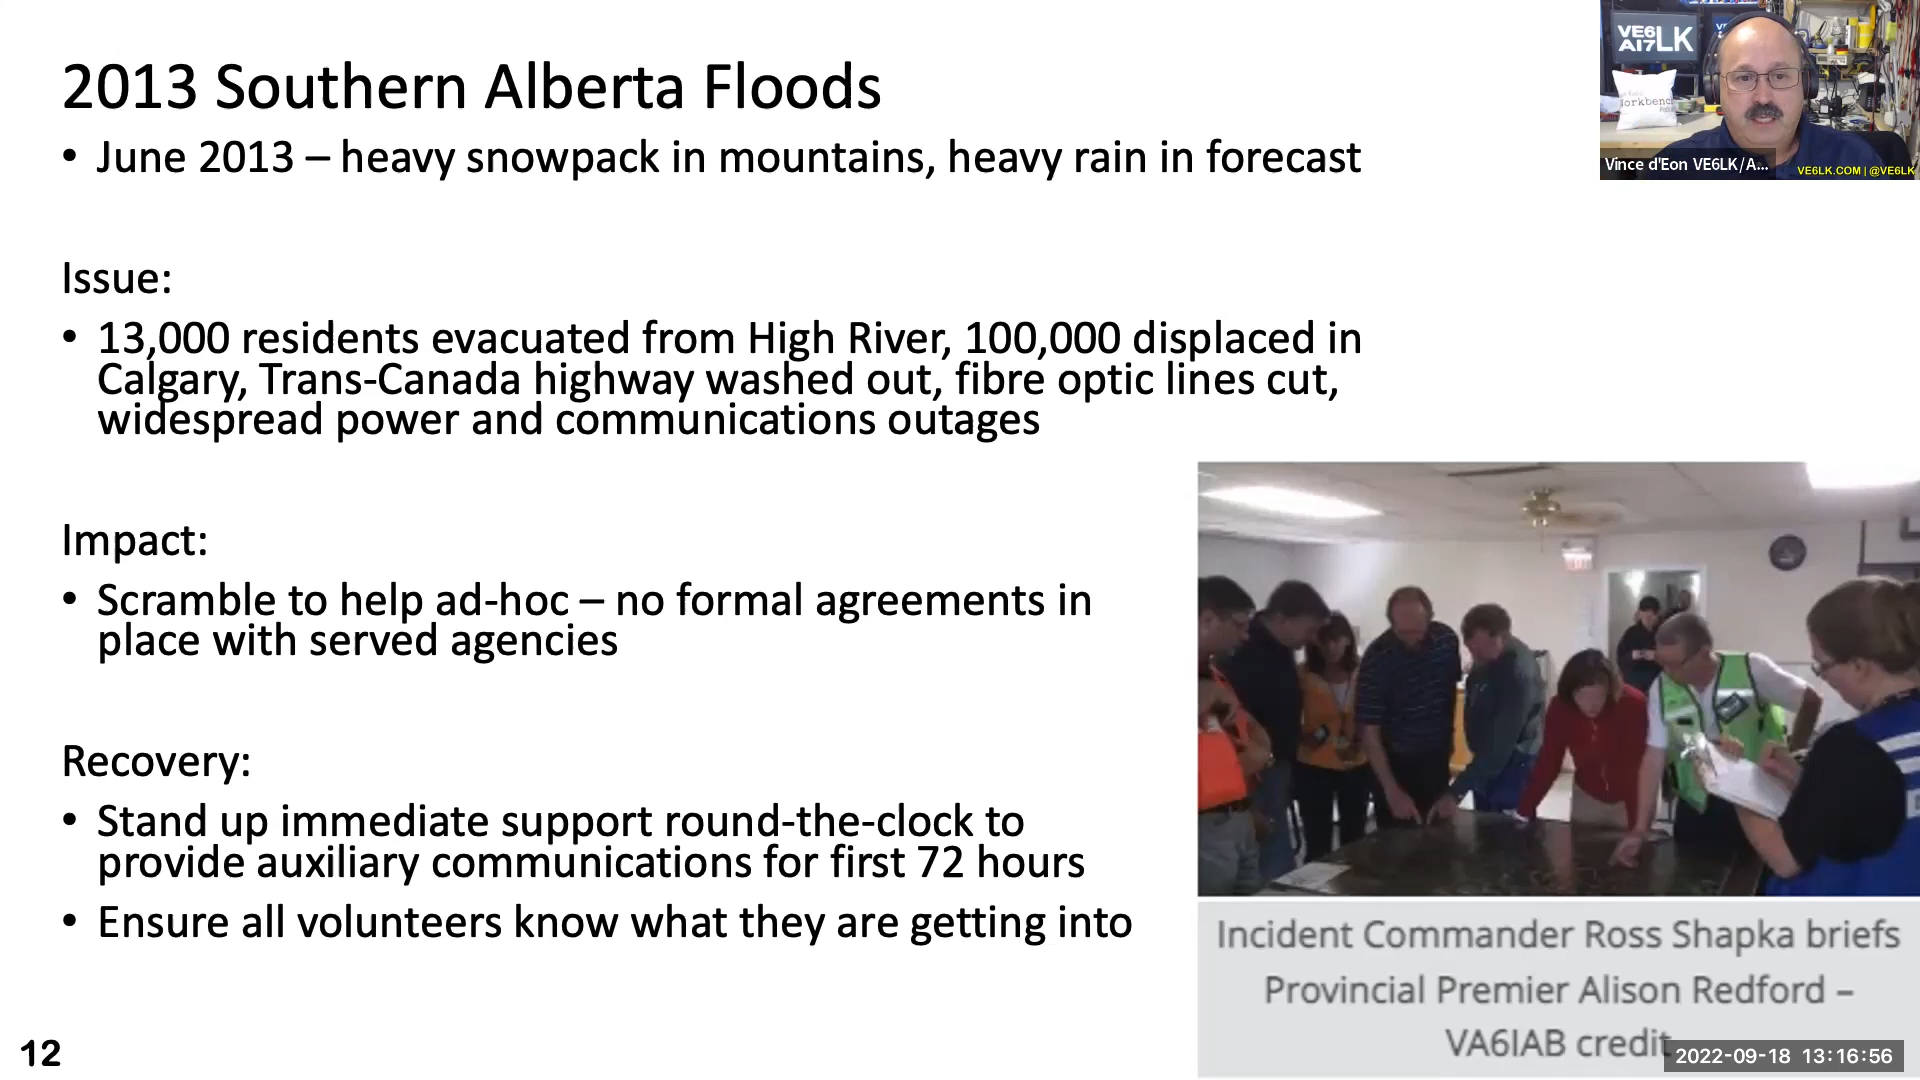 2013 Southern Alberta Floods
• June 2013 – heavy snowpack in mountains, heavy rain in forecast
Issue:
• 13,000 residents evacuated from High River, 100,000 displaced in
Calgary, Trans-Canada highway washed out, fibre optic lines cut,
widespread power and communications outages
Impact:
• Scramble to help ad-hoc – no formal agreements in
place with served agencies
Recovery:
• Stand up immediate support round-the-clock to
provide auxiliary communications for first 72 hours
• Ensure all volunteers know what they are getting into
12
VE6
AI7LK
Vince d'Eon VE6LK/A...
VE6LK.COM | @VE6LK
Incident Commander Ross Shapka briefs
Provincial Premier Alison Redford –
VA6IAB credit
2022-09-18 13:16:56